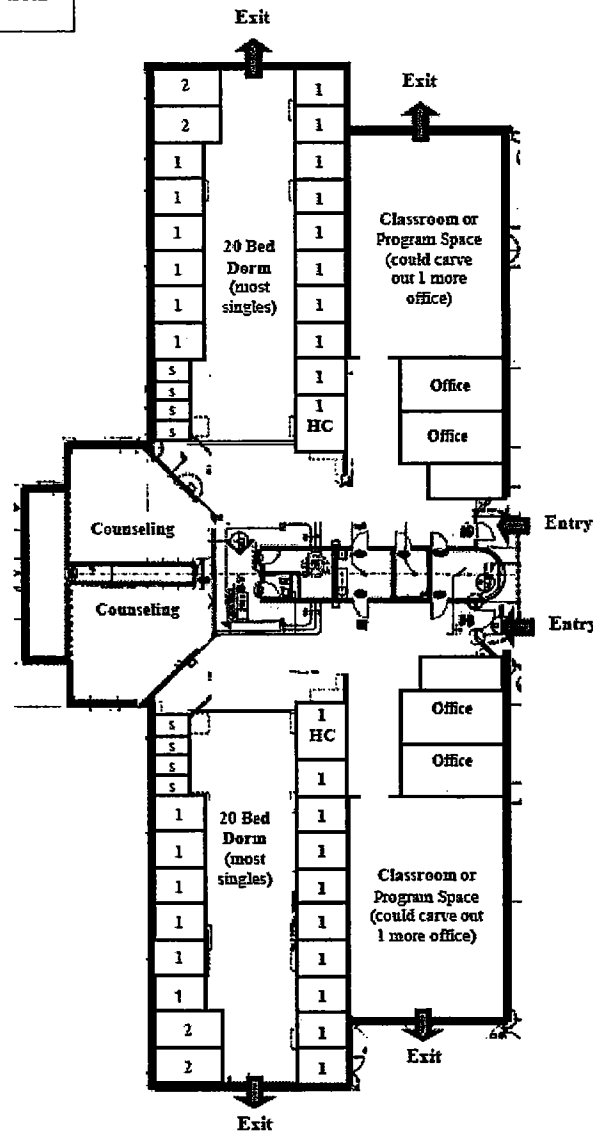 Exit
Exit
2
2
1
1
1
1
1
1
s
s
s
s
20 Bed
Dorm
(most
singles)
1
1
1
1
1
1
1
1
1
1
HC
Classroom or
Program Space
(could carve
out 1 more
office)
Office
Office
Counseling
Counseling
Entry
Entry
Office
Office
s
s
s
s
1
1
1
1
1
1
2
2
20 Bed
Dorm
(most
singles)
1
HC
1
1
1
1
1
1
1
1
1
Classroom or
Program Space
(could carve out
1 more office)
Exit
Exit